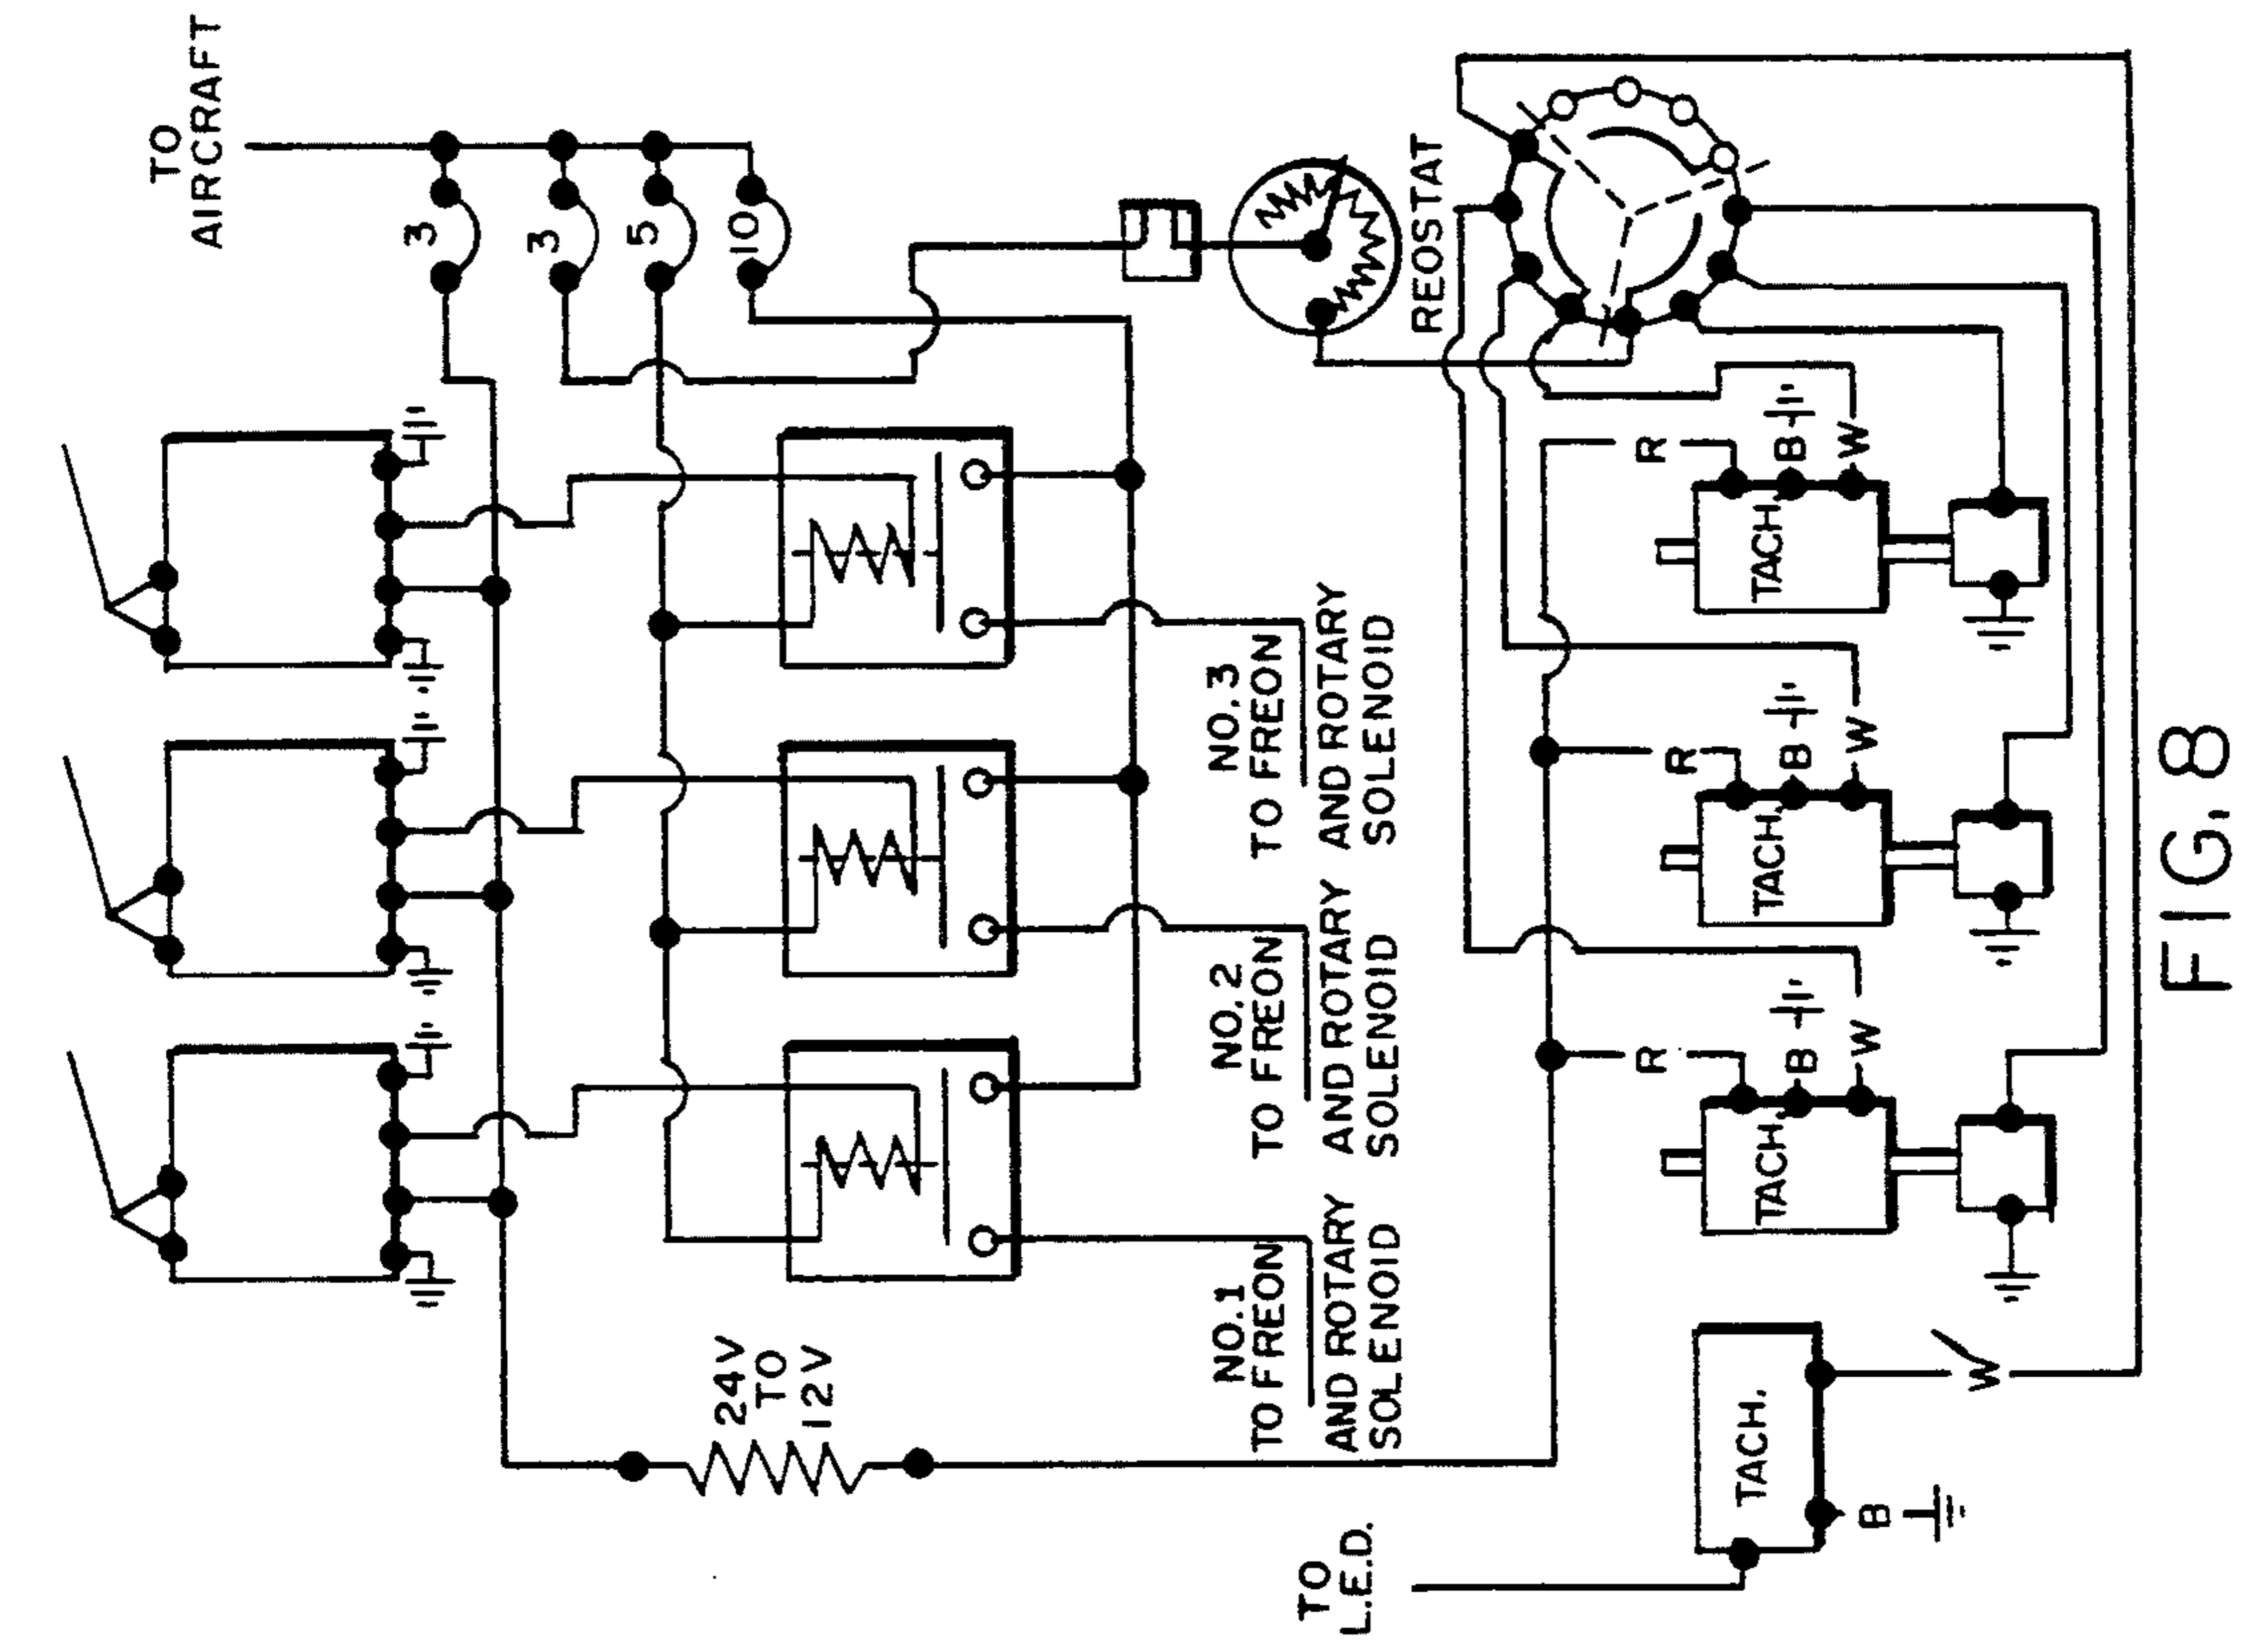 TO
AIRCRAFT
3
3
5
10
24V
TO
12V
NO.1
TO FREON
AND ROTARY
SOLENOID
NO.2
TO FREON
AND ROTARY
SOLENOID
NO.3
TO FREON
AND ROTARY
SOLENOID
REOSTAT
TO
L.E.D.
TACH.
B
W
R
B
W
TACH.
R
B
W
TACH.
R
B
W
TACH.
FIG. 8